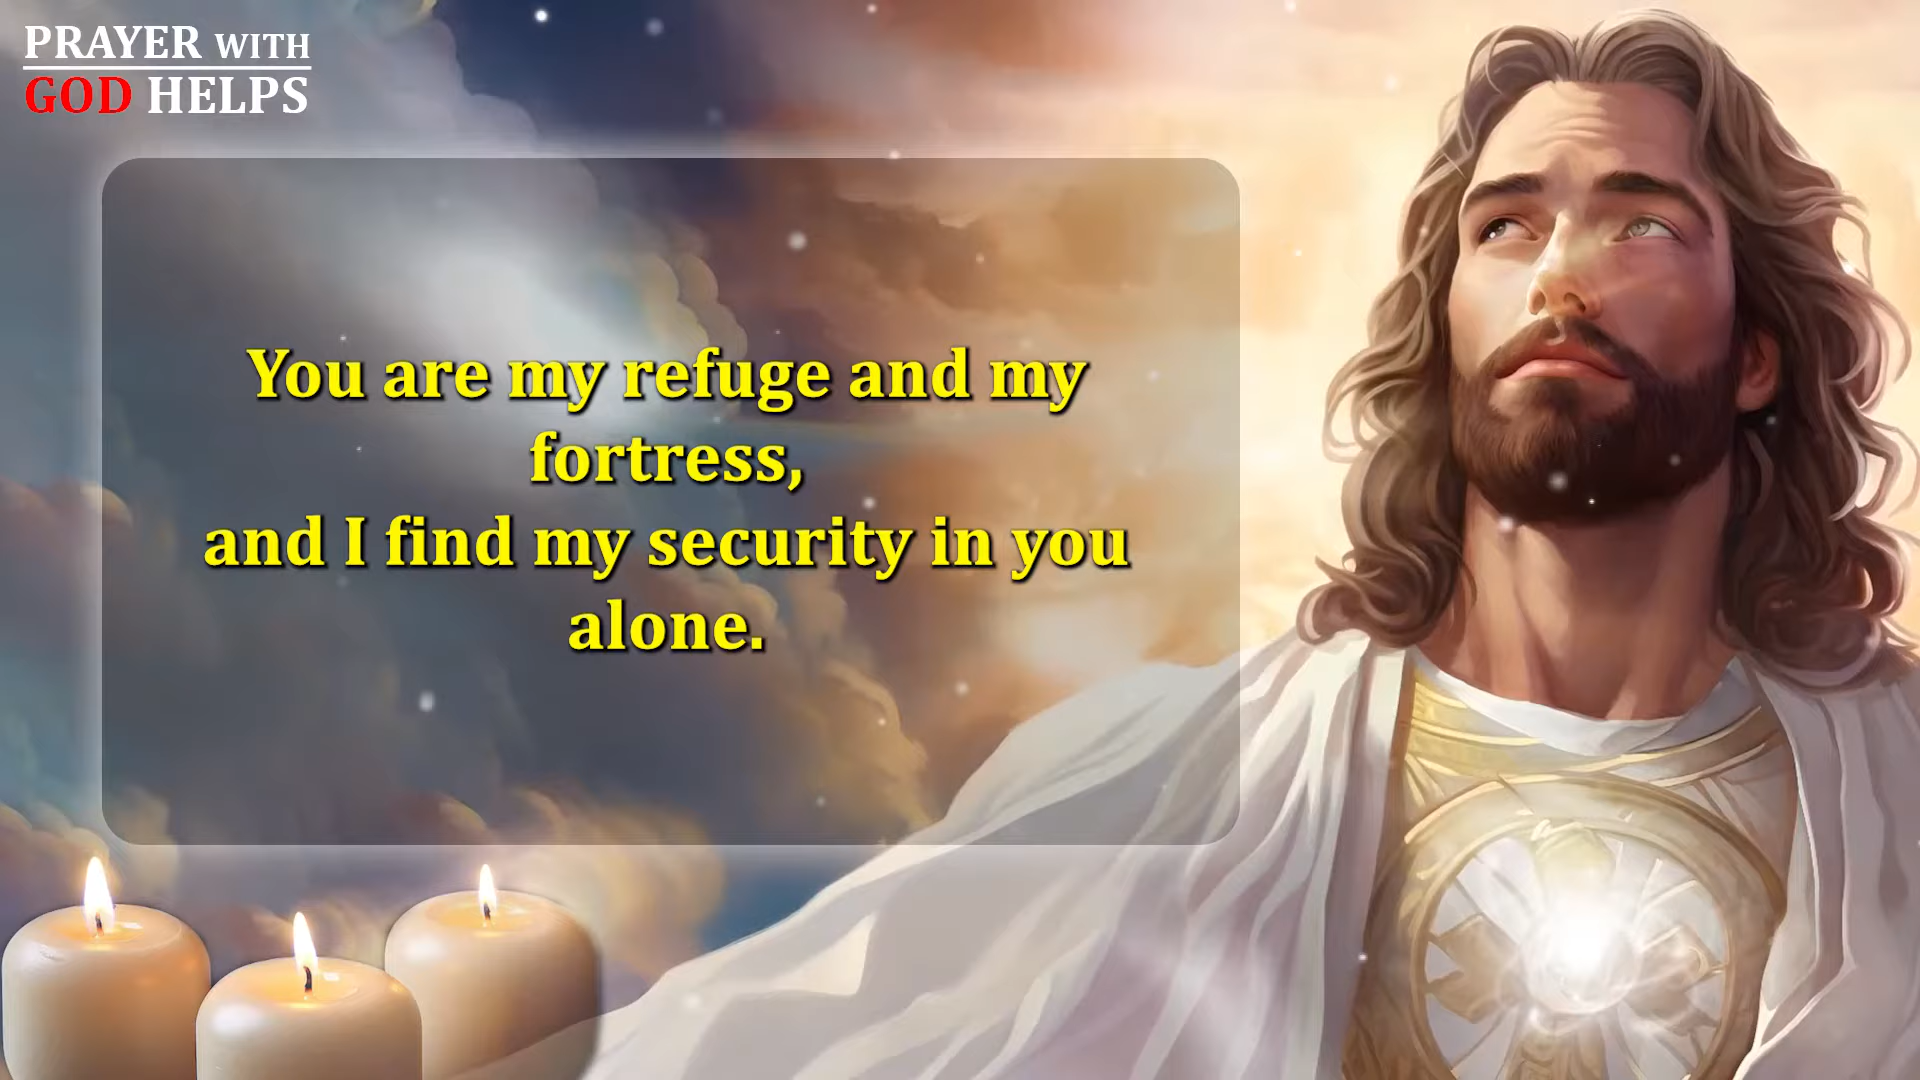 PRAYER WITH
GOD HELPS
You are my refuge and my
fortress,
and I find my security in you
alone.